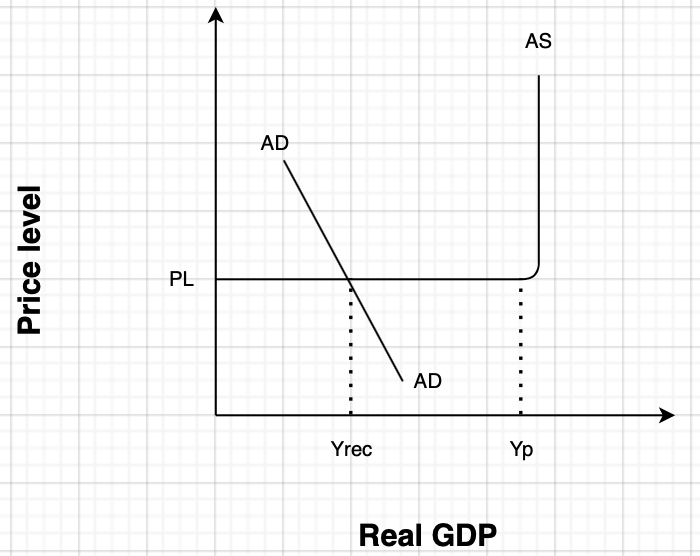 AS
AD
PL
AD
Yrec
Yp
Price level
Real GDP